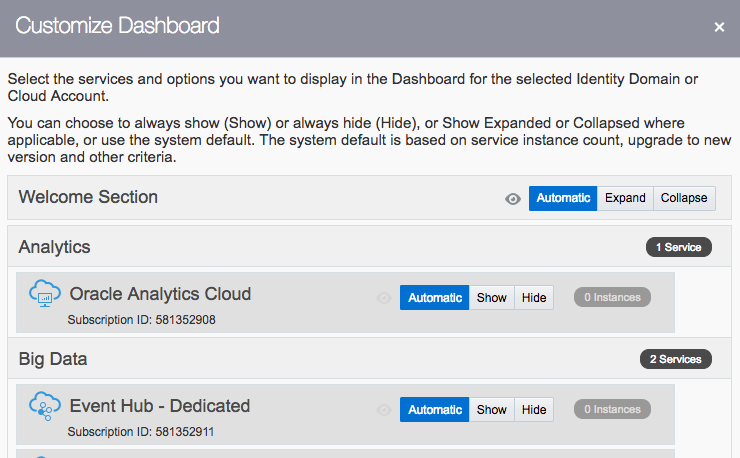 Customize Dashboard ×
Select the services and options you want to display in the Dashboard for the selected Identity Domain or
Cloud Account.
You can choose to always show (Show) or always hide (Hide), or Show Expanded or Collapsed where
applicable, or use the system default. The system default is based on service instance count, upgrade to new
version and other criteria.
Welcome Section Automatic Expand Collapse
Analytics 1 Service
Oracle Analytics Cloud Automatic Show Hide 0 Instances
Subscription ID: 581352908
Big Data 2 Services
Event Hub - Dedicated Automatic Show Hide 0 Instances
Subscription ID: 581352911